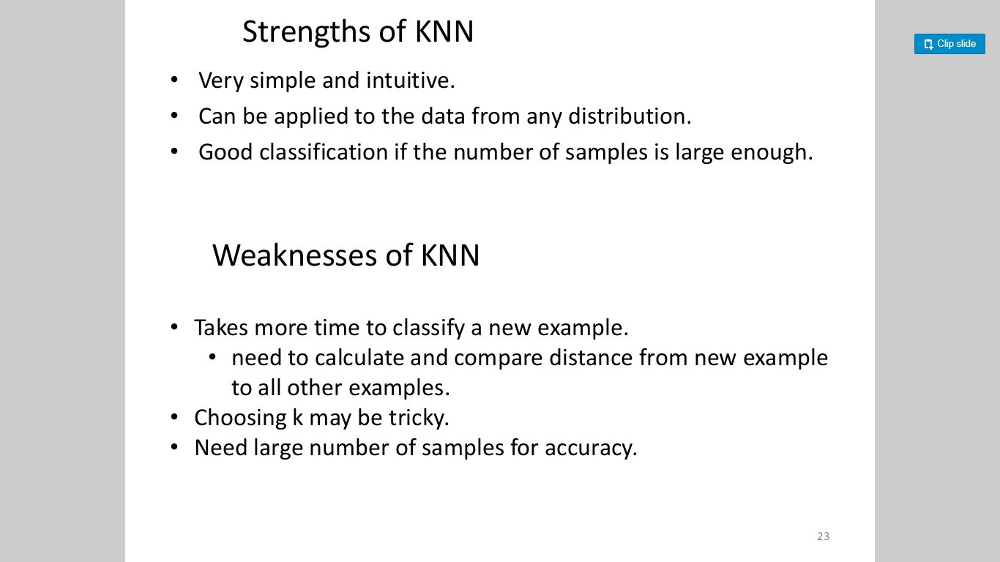 Strengths of KNN
Clip slide
• Very simple and intuitive.
• Can be applied to the data from any distribution.
• Good classification if the number of samples is large enough.
Weaknesses of KNN
• Takes more time to classify a new example.
• need to calculate and compare distance from new example
to all other examples.
• Choosing k may be tricky.
• Need large number of samples for accuracy.
23